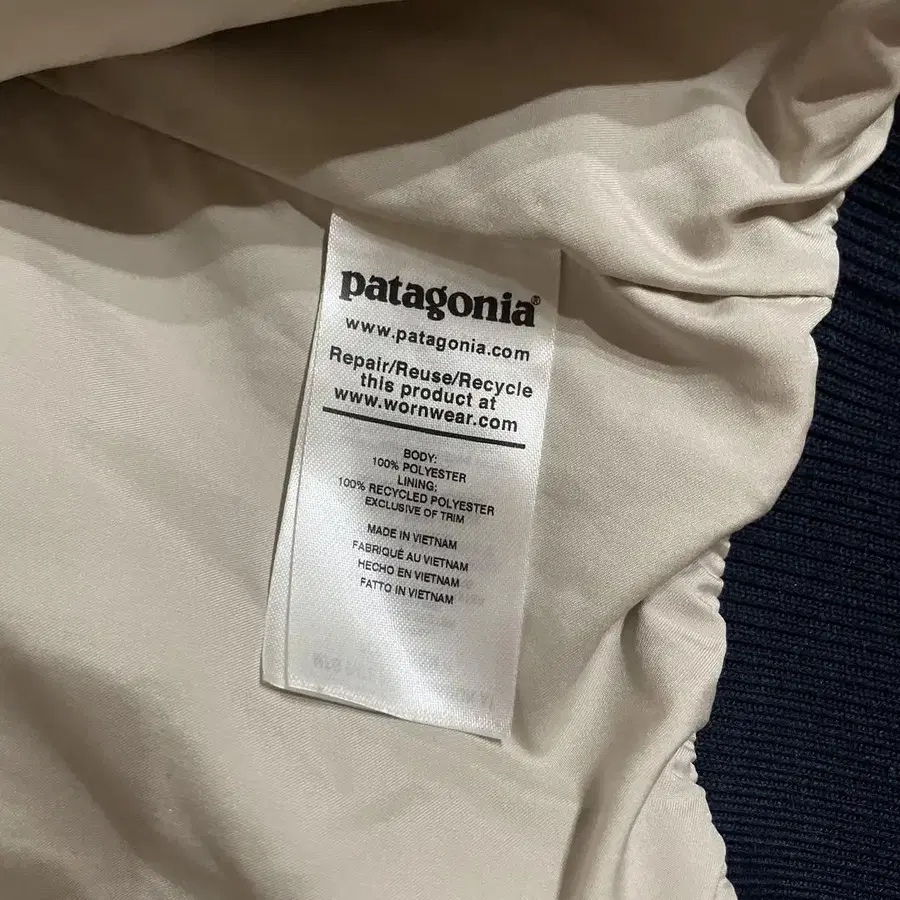 patagonia®
www.patagonia.com
Repair/Reuse/Recycle
this product at
www.wornwear.com
BODY:
100% POLYESTER
LINING:
100% RECYCLED POLYESTER
EXCLUSIVE OF TRIM
MADE IN VIETNAM
FABRIQUÉ AU VIETNAM
HECHO EN VIETNAM
FATTO IN VIETNAM